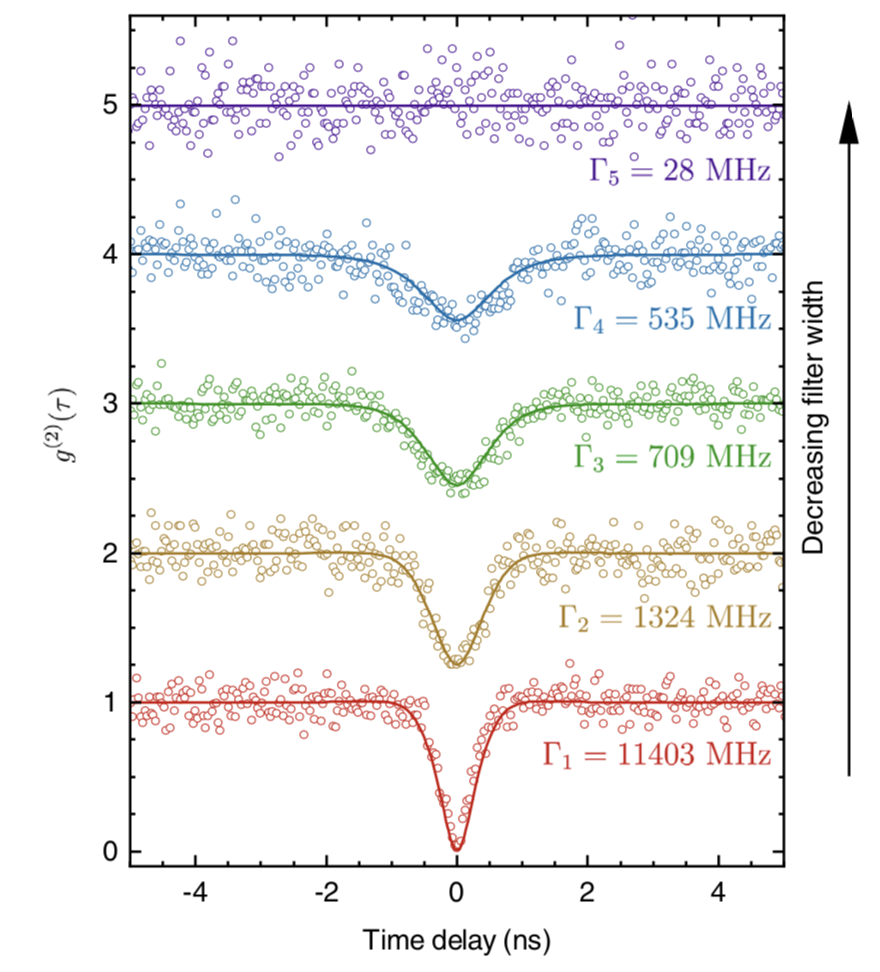 5
Γ₅ = 28 MHz
4
Γ₄ = 535 MHz
3
Γ₃ = 709 MHz
2
Γ₂ = 1324 MHz
1
Γ₁ = 11403 MHz
0
-4 -2 0 2 4
Time delay (ns)
g⁽²⁾(τ)
Decreasing filter width